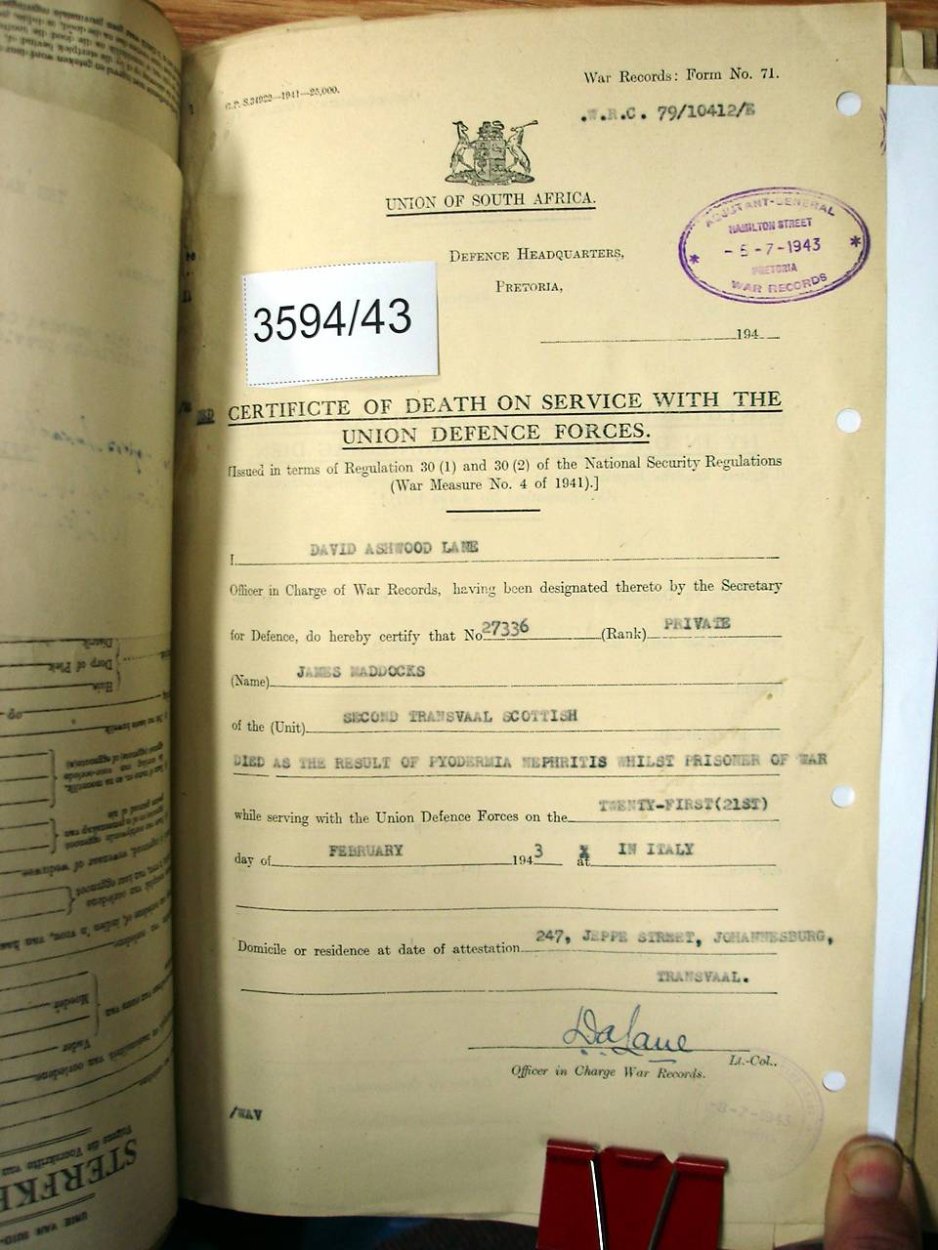 War Records: Form No. 71.
G.P. S.34922—1941—25,000.
W.R.C. 79/10412/E
UNION OF SOUTH AFRICA.
ADJUTANT-GENERAL
HAMILTON STREET
* - 5 - 7 - 1943 *
PRETORIA
WAR RECORDS
DEFENCE HEADQUARTERS,
PRETORIA,
3594/43
194
CERTIFICTE OF DEATH ON SERVICE WITH THE
UNION DEFENCE FORCES.
[Issued in terms of Regulation 30 (1) and 30 (2) of the National Security Regulations
(War Measure No. 4 of 1941).]
I DAVID ASHWOOD LANE
Officer in Charge of War Records, having been designated thereto by the Secretary
for Defence, do hereby certify that No 27336 (Rank) PRIVATE
(Name) JAMES MADDOCKS
of the (Unit) SECOND TRANSVAAL SCOTTISH
DIED AS THE RESULT OF PYODERMIA NEPHRITIS WHILST PRISONER OF WAR
while serving with the Union Defence Forces on the TWENTY-FIRST(21ST)
day of FEBRUARY 1943 at IN ITALY
Domicile or residence at date of attestation 247, JEPPE STREET, JOHANNESBURG,
TRANSVAAL.
DaLane
Lt.-Col..
Officer in Charge War Records.
-8-7-1943
/WAV